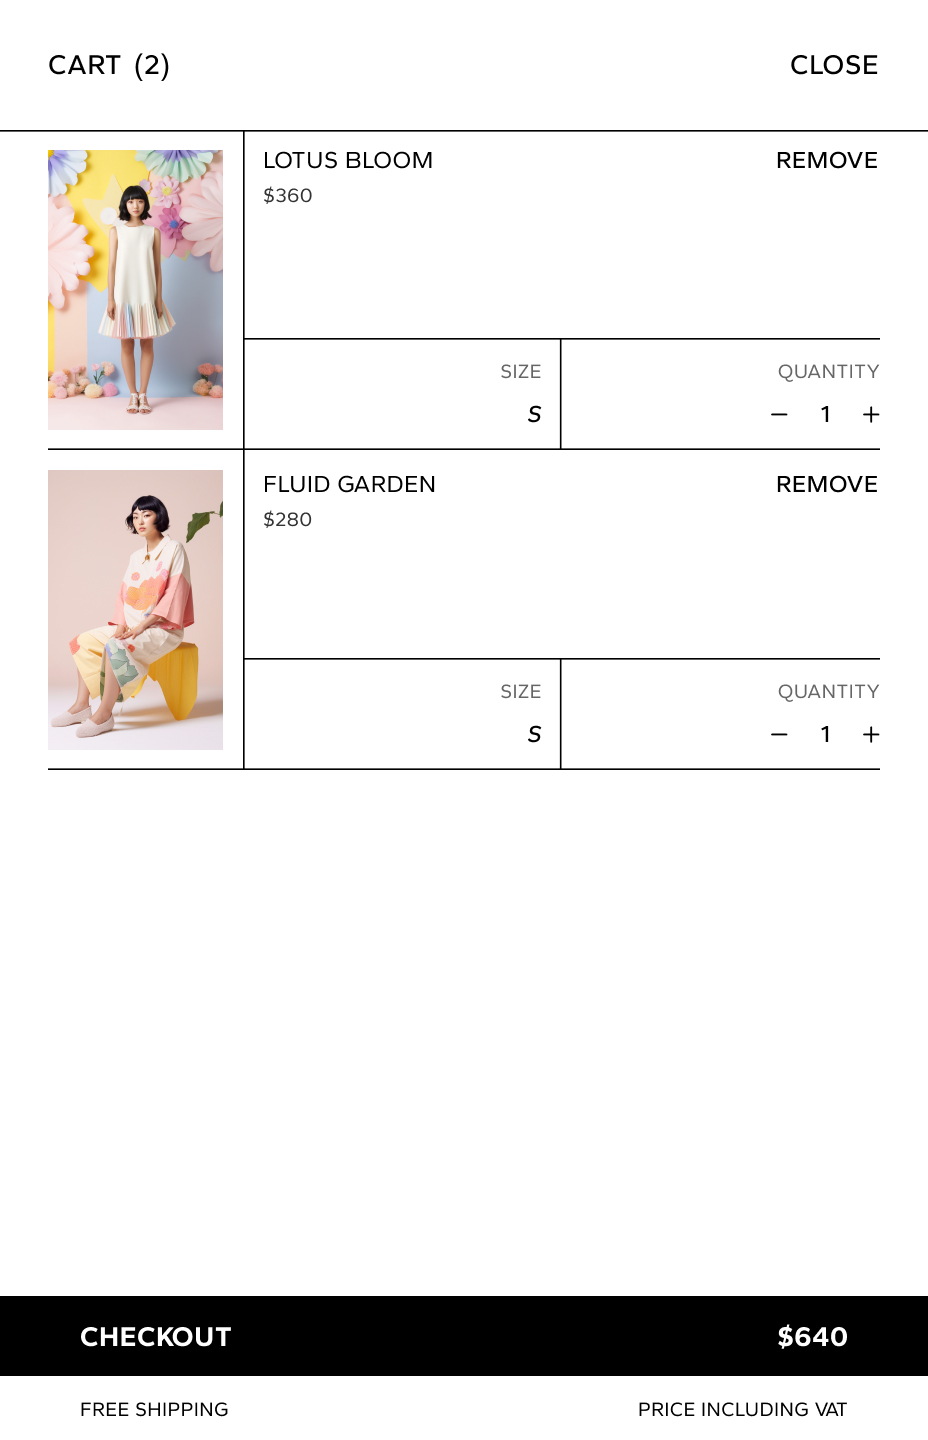 CART (2) CLOSE
LOTUS BLOOM REMOVE
$360
SIZE QUANTITY
S − 1 +
FLUID GARDEN REMOVE
$280
SIZE QUANTITY
S − 1 +
CHECKOUT $640
FREE SHIPPING PRICE INCLUDING VAT